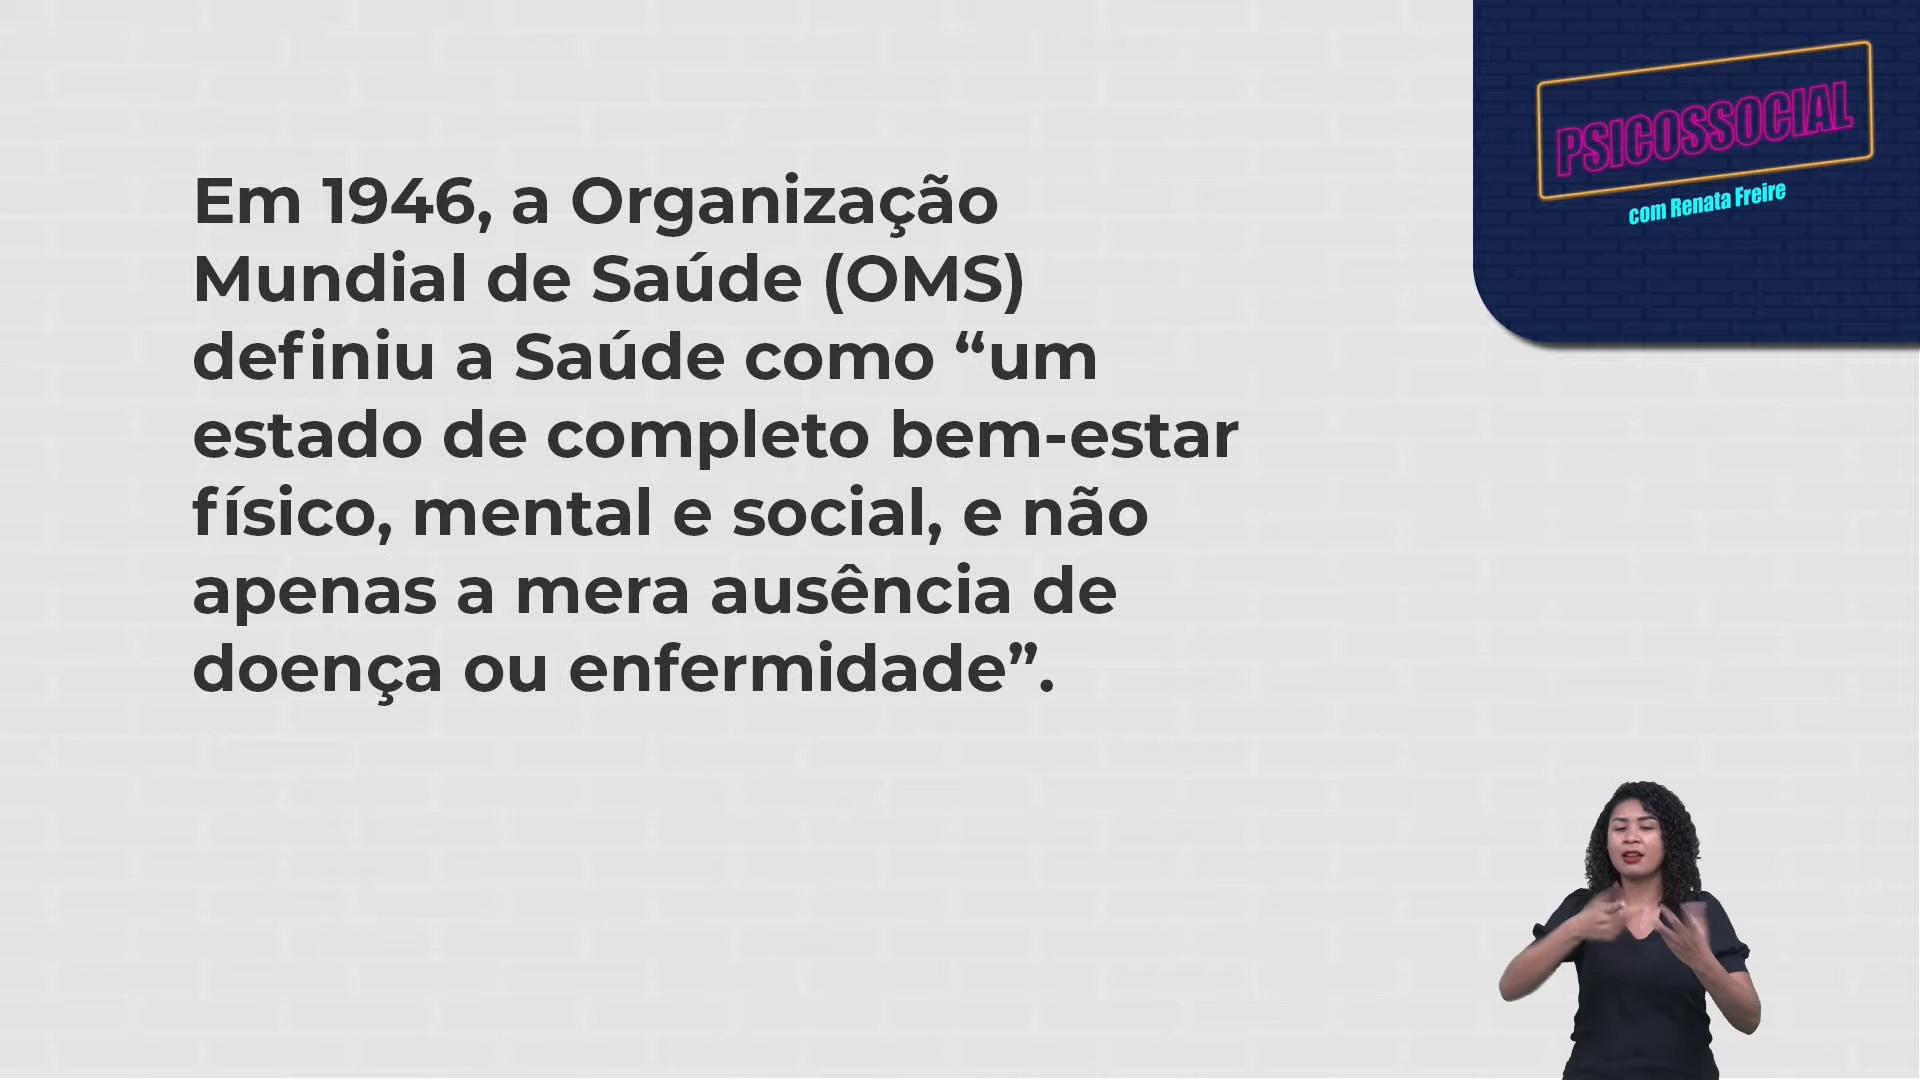 Em 1946, a Organização
Mundial de Saúde (OMS)
definiu a Saúde como “um
estado de completo bem-estar
físico, mental e social, e não
apenas a mera ausência de
doença ou enfermidade”.
PSICOSSOCIAL
com Renata Freire